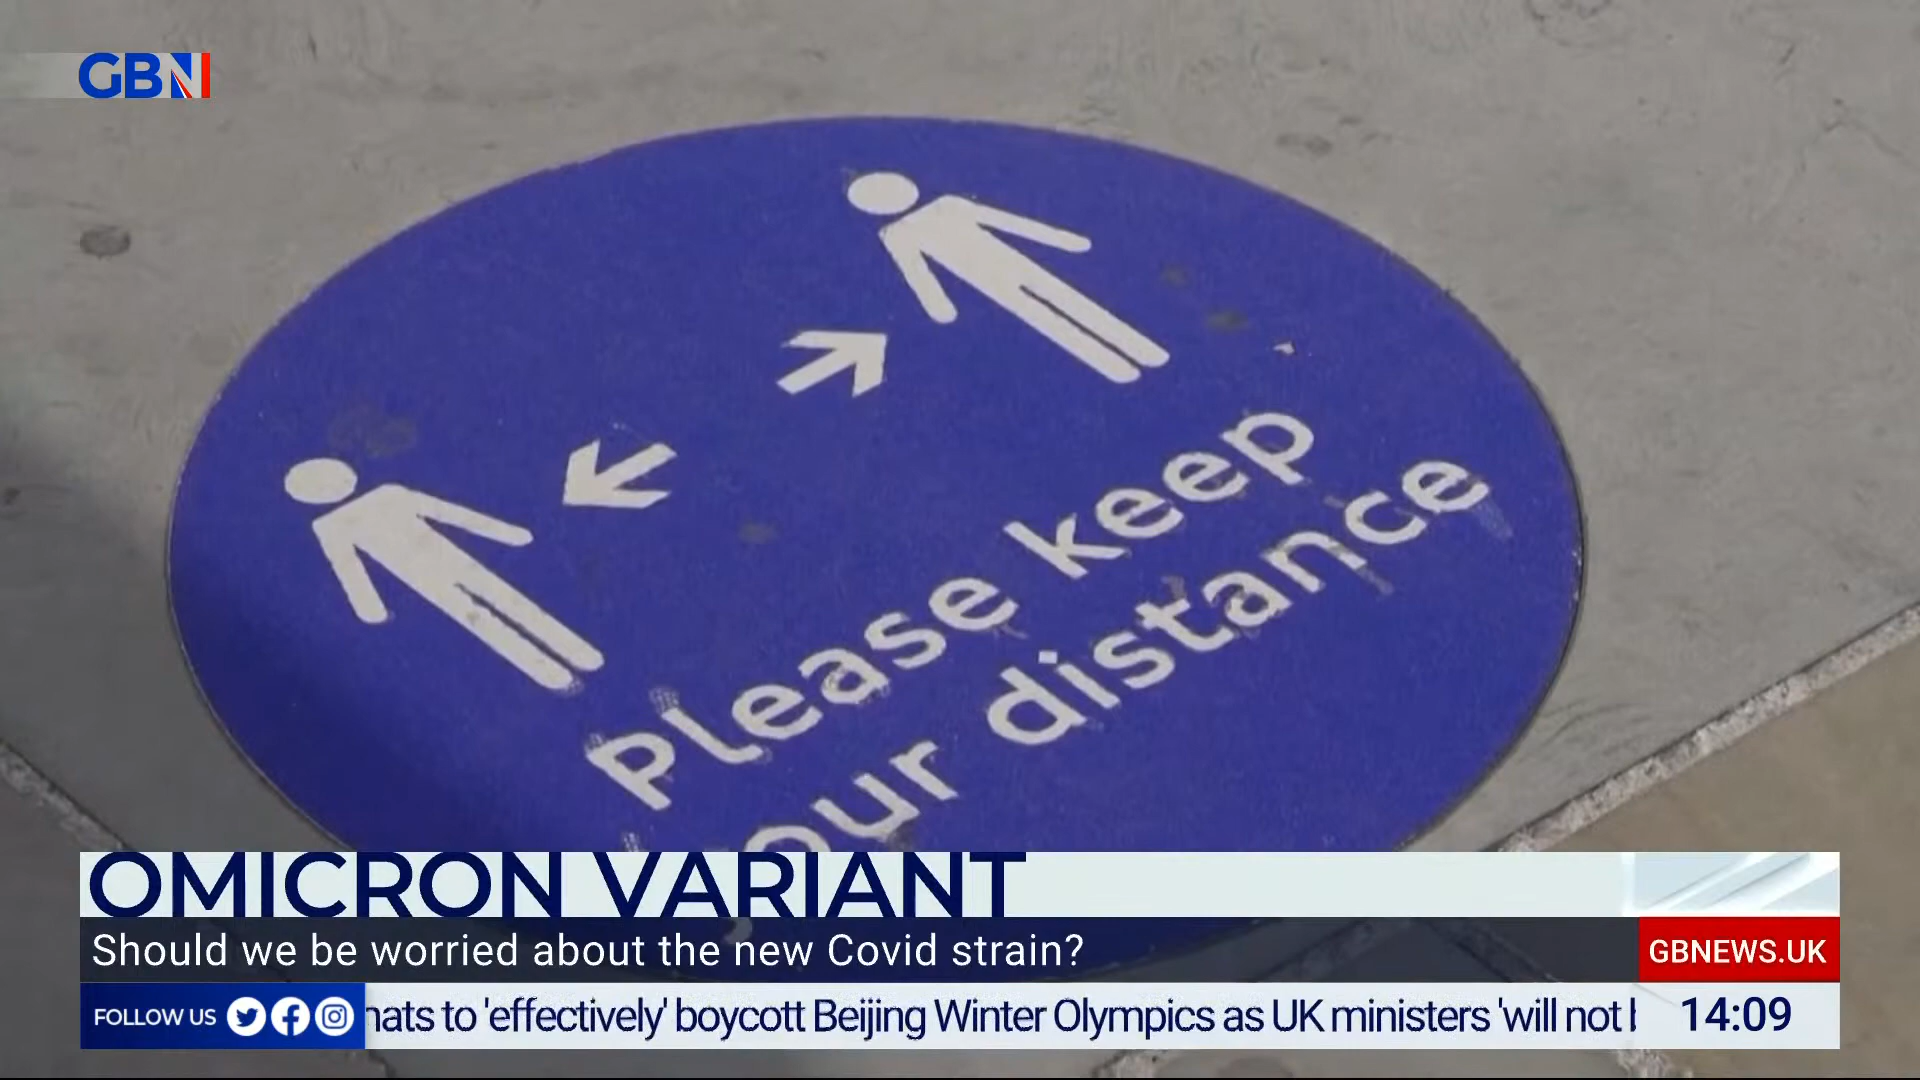 GBN
Please keep
our distance
OMICRON VARIANT
Should we be worried about the new Covid strain?
GBNEWS.UK
FOLLOW US
to 'effectively' boycott Beijing Winter Olympics as UK ministers 'will not
14:09